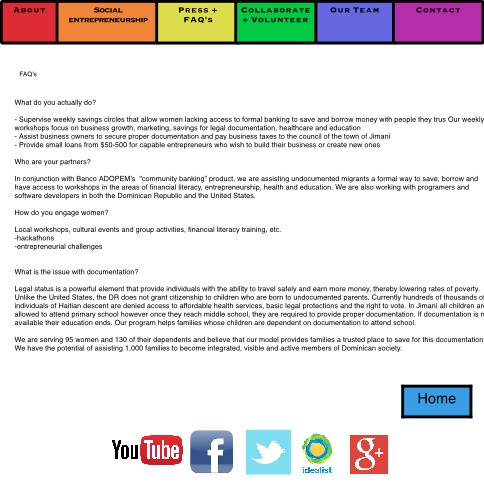 About
Social entrepreneurship
Press + FAQ's
Collaborate + Volunteer
Our Team
Contact
FAQ's
What do you actually do?
- Supervise weekly savings circles that allow women lacking access to formal banking to save and borrow money with people they trus Our weekly
workshops focus on business growth, marketing, savings for legal documentation, healthcare and education
- Assist business owners to secure proper documentation and pay business taxes to the council of the town of Jimani
- Provide small loans from $50-500 for capable entrepreneurs who wish to build their business or create new ones
Who are your partners?
In conjection with Banco ADOPEM's "community banking" product, we are assisting undocumented migrants a formal way to save, borrow and
have access to workshops in the areas of financial literacy, entrepreneurship, health and education. We are also working with programers and
software developers in both the Dominican Republic and the United States.
How do you engage women?
Local workshops, cultural events and group activities, financial literacy training, etc.
-hackathons
-entrepreneurial challenges
What is the issue with documentation?
Legal status is a powerful element that provide individuals with the ability to travel safely and earn more money, thereby lowering rates of poverty.
Unlike the United States, the DR does not grant citizenship to children who are born to undocumented parents. Currently hundreds of thousands of
individuals of Haitian descent are denied access to affordable health services, basic legal protections and the right to vote. In Jimani all children are
allowed to attend primary school however once they reach middle school, they are required to provide proper documentation. If documentation is n
available their education ends. Our program helps families whose children are dependent on documentation to attend school.
We are serving 95 women and 130 of their dependents and believe that our model provides families a trusted place to save for this documentation
We have the potential of assisting 1,000 families to become integrated, visible and active members of Dominican society.
Home
YouTube
f
idealist
g+